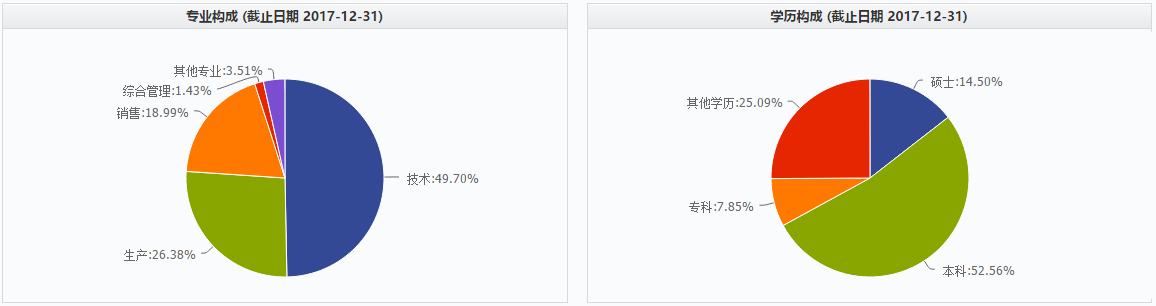 专业构成 (截止日期 2017-12-31)
其他专业:3.51%
综合管理:1.43%
销售:18.99%
技术:49.70%
生产:26.38%
学历构成 (截止日期 2017-12-31)
硕士:14.50%
其他学历:25.09%
专科:7.85%
本科:52.56%